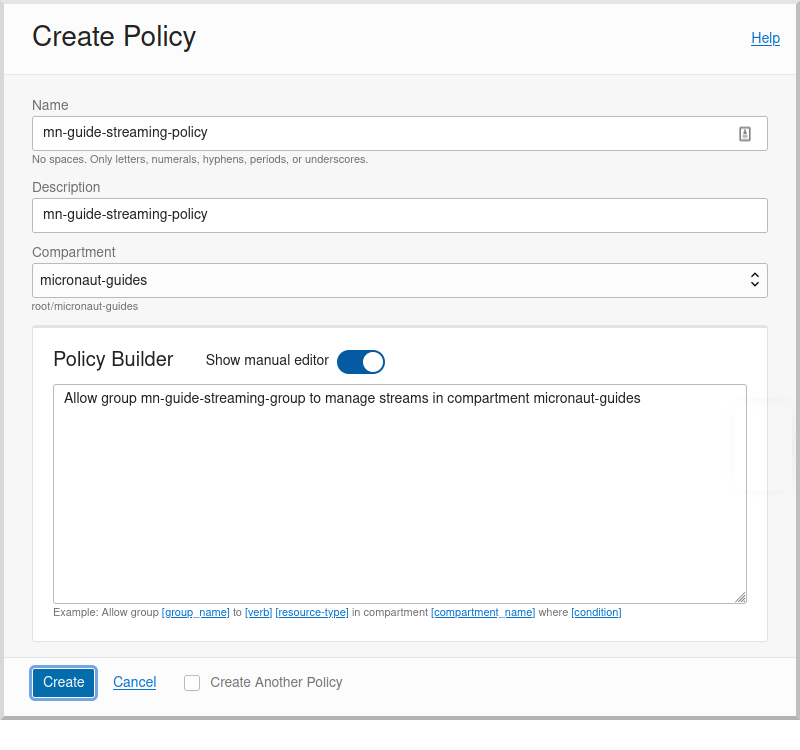 Create Policy
Help
Name
mn-guide-streaming-policy
No spaces. Only letters, numerals, hyphens, periods, or underscores.
Description
mn-guide-streaming-policy
Compartment
micronaut-guides
root/micronaut-guides
Policy Builder Show manual editor
Allow group mn-guide-streaming-group to manage streams in compartment micronaut-guides
Example: Allow group [group_name] to [verb] [resource-type] in compartment [compartment_name] where [condition]
Create Cancel Create Another Policy